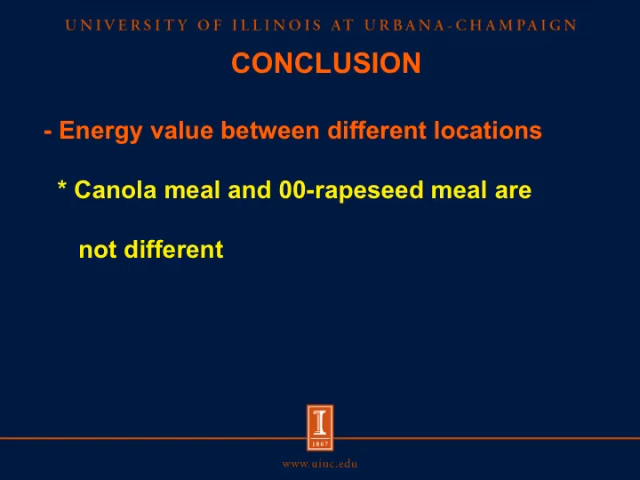 UNIVERSITY OF ILLINOIS AT URBANA-CHAMPAIGN
CONCLUSION
- Energy value between different locations
* Canola meal and 00-rapeseed meal are
not different
I
1867
www.uiuc.edu